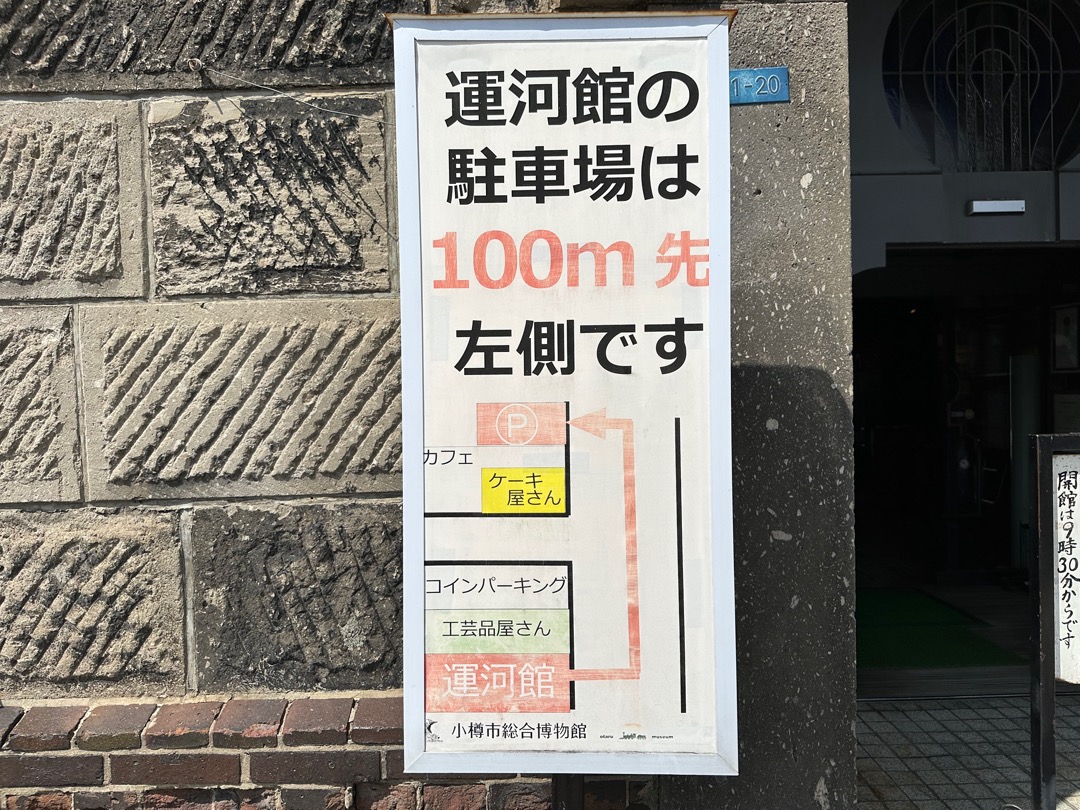 運河館の
駐車場は
100m 先
左側です
P
カフェ
ケーキ
屋さん
コインパーキング
工芸品屋さん
運河館
小樽市総合博物館
otaru museum
1-20
開館は9時30分からです